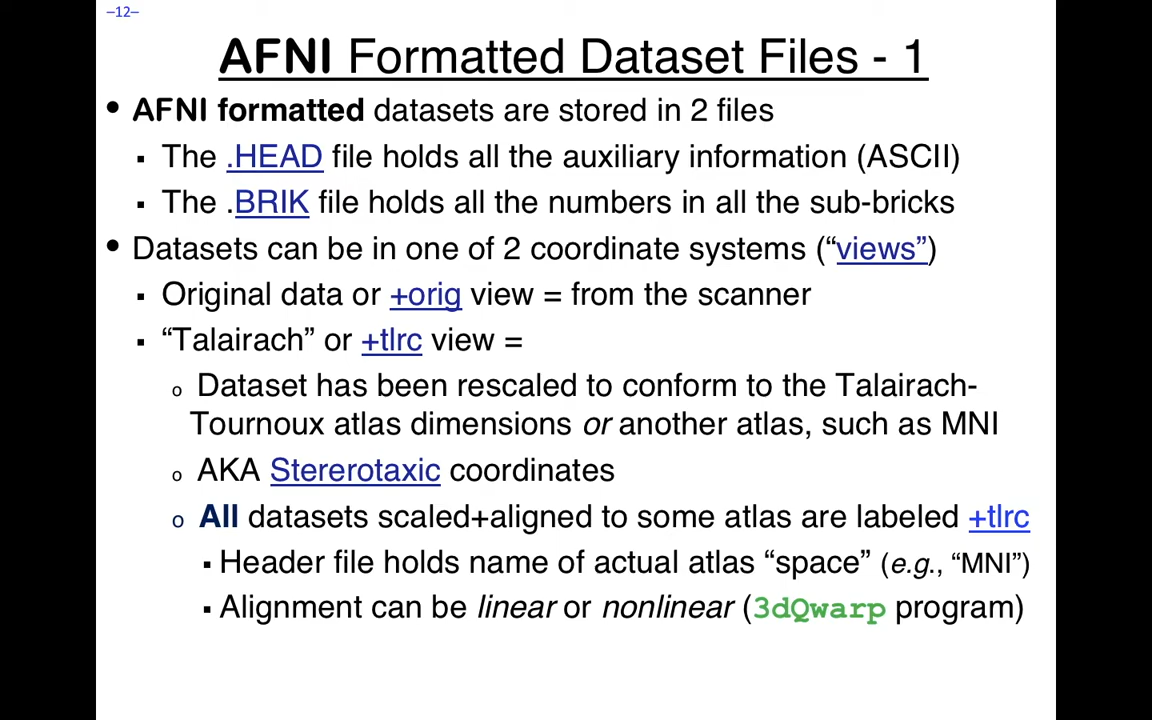 –12–
AFNI Formatted Dataset Files - 1
• AFNI formatted datasets are stored in 2 files
▪ The .HEAD file holds all the auxiliary information (ASCII)
▪ The .BRIK file holds all the numbers in all the sub-bricks
• Datasets can be in one of 2 coordinate systems (“views”)
▪ Original data or +orig view = from the scanner
▪ “Talairach” or +tlrc view =
o Dataset has been rescaled to conform to the Talairach-
Tournoux atlas dimensions or another atlas, such as MNI
o AKA Stererotaxic coordinates
o All datasets scaled+aligned to some atlas are labeled +tlrc
▪ Header file holds name of actual atlas “space” (e.g., “MNI”)
▪ Alignment can be linear or nonlinear (3dQwarp program)